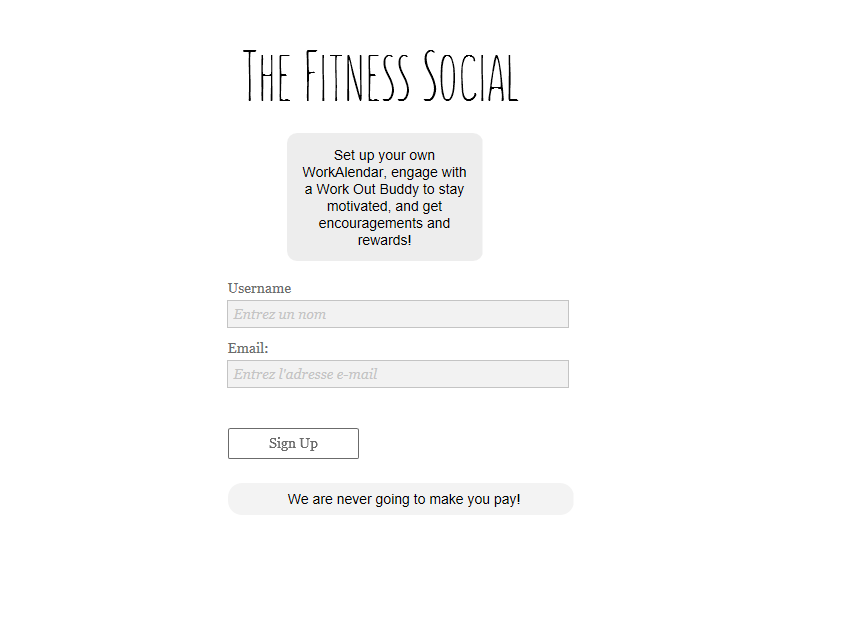 The Fitness Social
Set up your own
WorkAlendar, engage with
a Work Out Buddy to stay
motivated, and get
encouragements and
rewards!
Username
Entrez un nom
Email:
Entrez l'adresse e-mail
Sign Up
We are never going to make you pay!